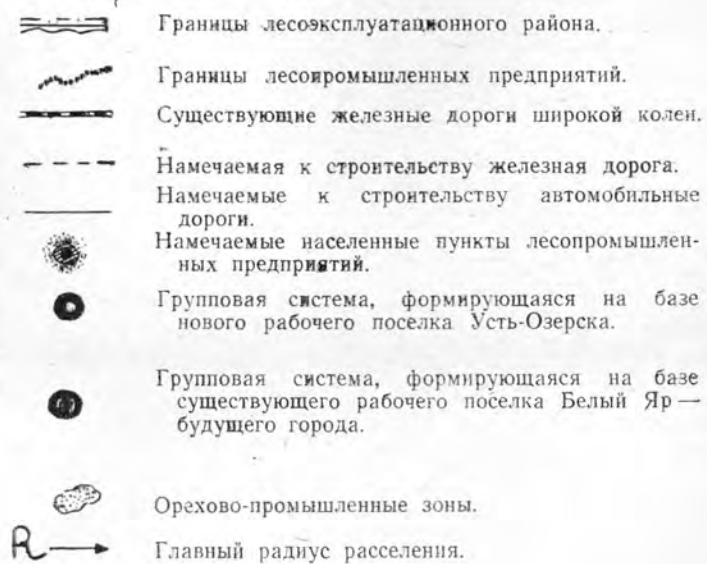 Границы лесоэксплуатационного района.
Границы лесопромышленных предприятий.
Существующие железные дороги широкой колеи.
Намечаемая к строительству железная дорога.
Намечаемые к строительству автомобильные
дороги.
Намечаемые населенные пункты лесопромышлен-
ных предприятий.
Групповая система, формирующаяся на базе
нового рабочего поселка Усть-Озерска.
Групповая система, формирующаяся на базе
существующего рабочего поселка Белый Яр —
будущего города.
Орехово-промышленные зоны.
R
Главный радиус расселения.